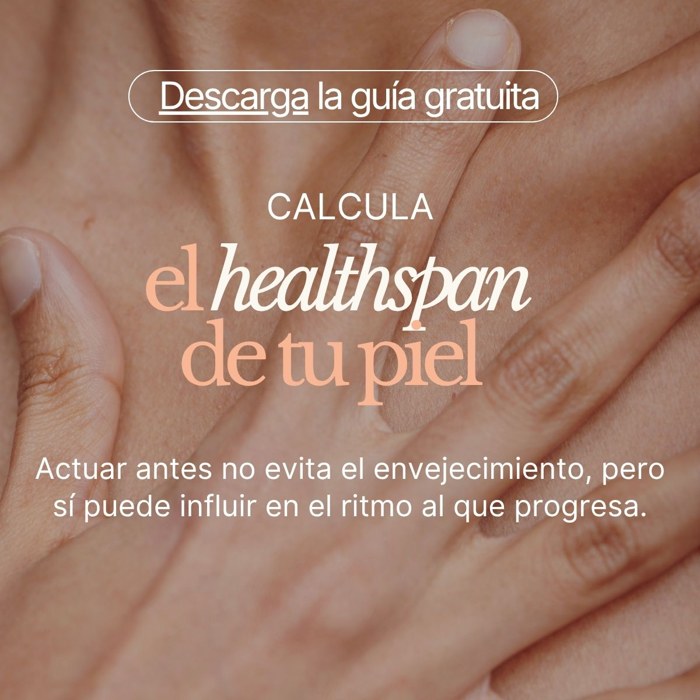 Descarga la guía gratuita
CALCULA
el healthspan
de tu piel
Actuar antes no evita el envejecimiento, pero
sí puede influir en el ritmo al que progresa.